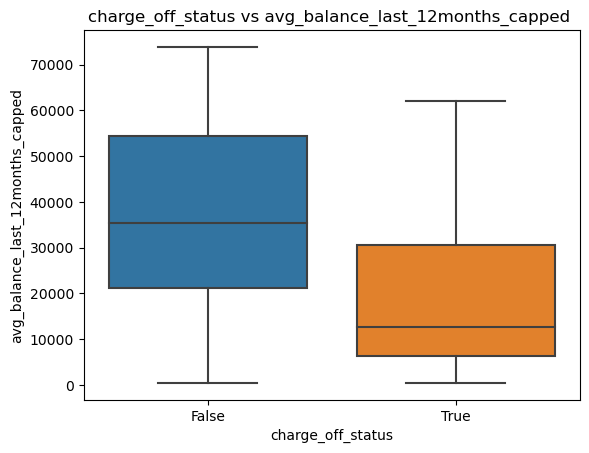 charge_off_status vs avg_balance_last_12months_capped
70000
60000
50000
40000
30000
20000
10000
0
avg_balance_last_12months_capped
False
True
charge_off_status